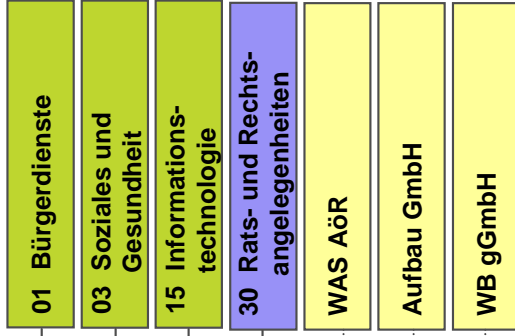 01 Bürgerdienste
03 Soziales und
Gesundheit
15 Informations-
technologie
30 Rats- und Rechts-
angelegenheiten
WAS AöR
Aufbau GmbH
WB gGmbH